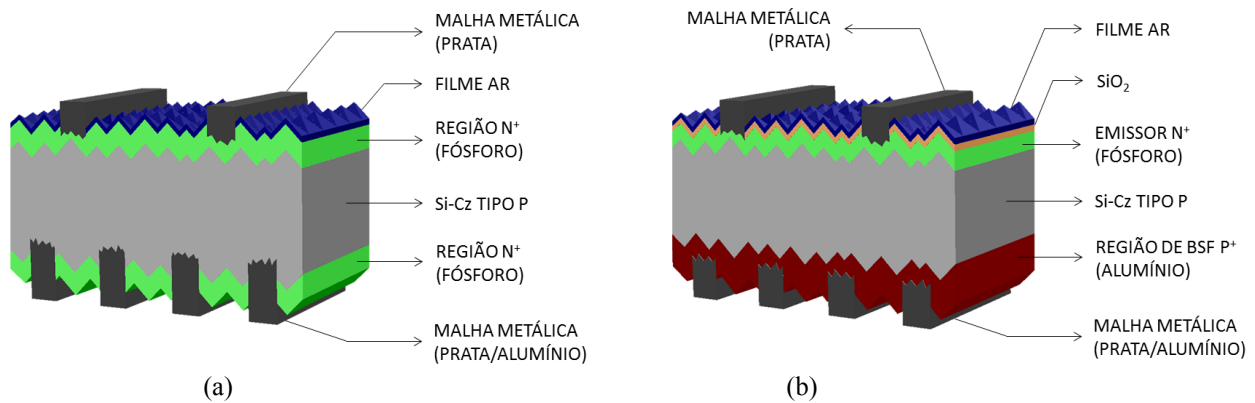 MALHA METÁLICA
(PRATA)
FILME AR
REGIÃO N⁺
(FÓSFORO)
Si-Cz TIPO P
REGIÃO N⁺
(FÓSFORO)
MALHA METÁLICA
(PRATA/ALUMÍNIO)
(a)
MALHA METÁLICA
(PRATA)
FILME AR
SiO₂
EMISSOR N⁺
(FÓSFORO)
Si-Cz TIPO P
REGIÃO DE BSF P⁺
(ALUMÍNIO)
MALHA METÁLICA
(PRATA/ALUMÍNIO)
(b)